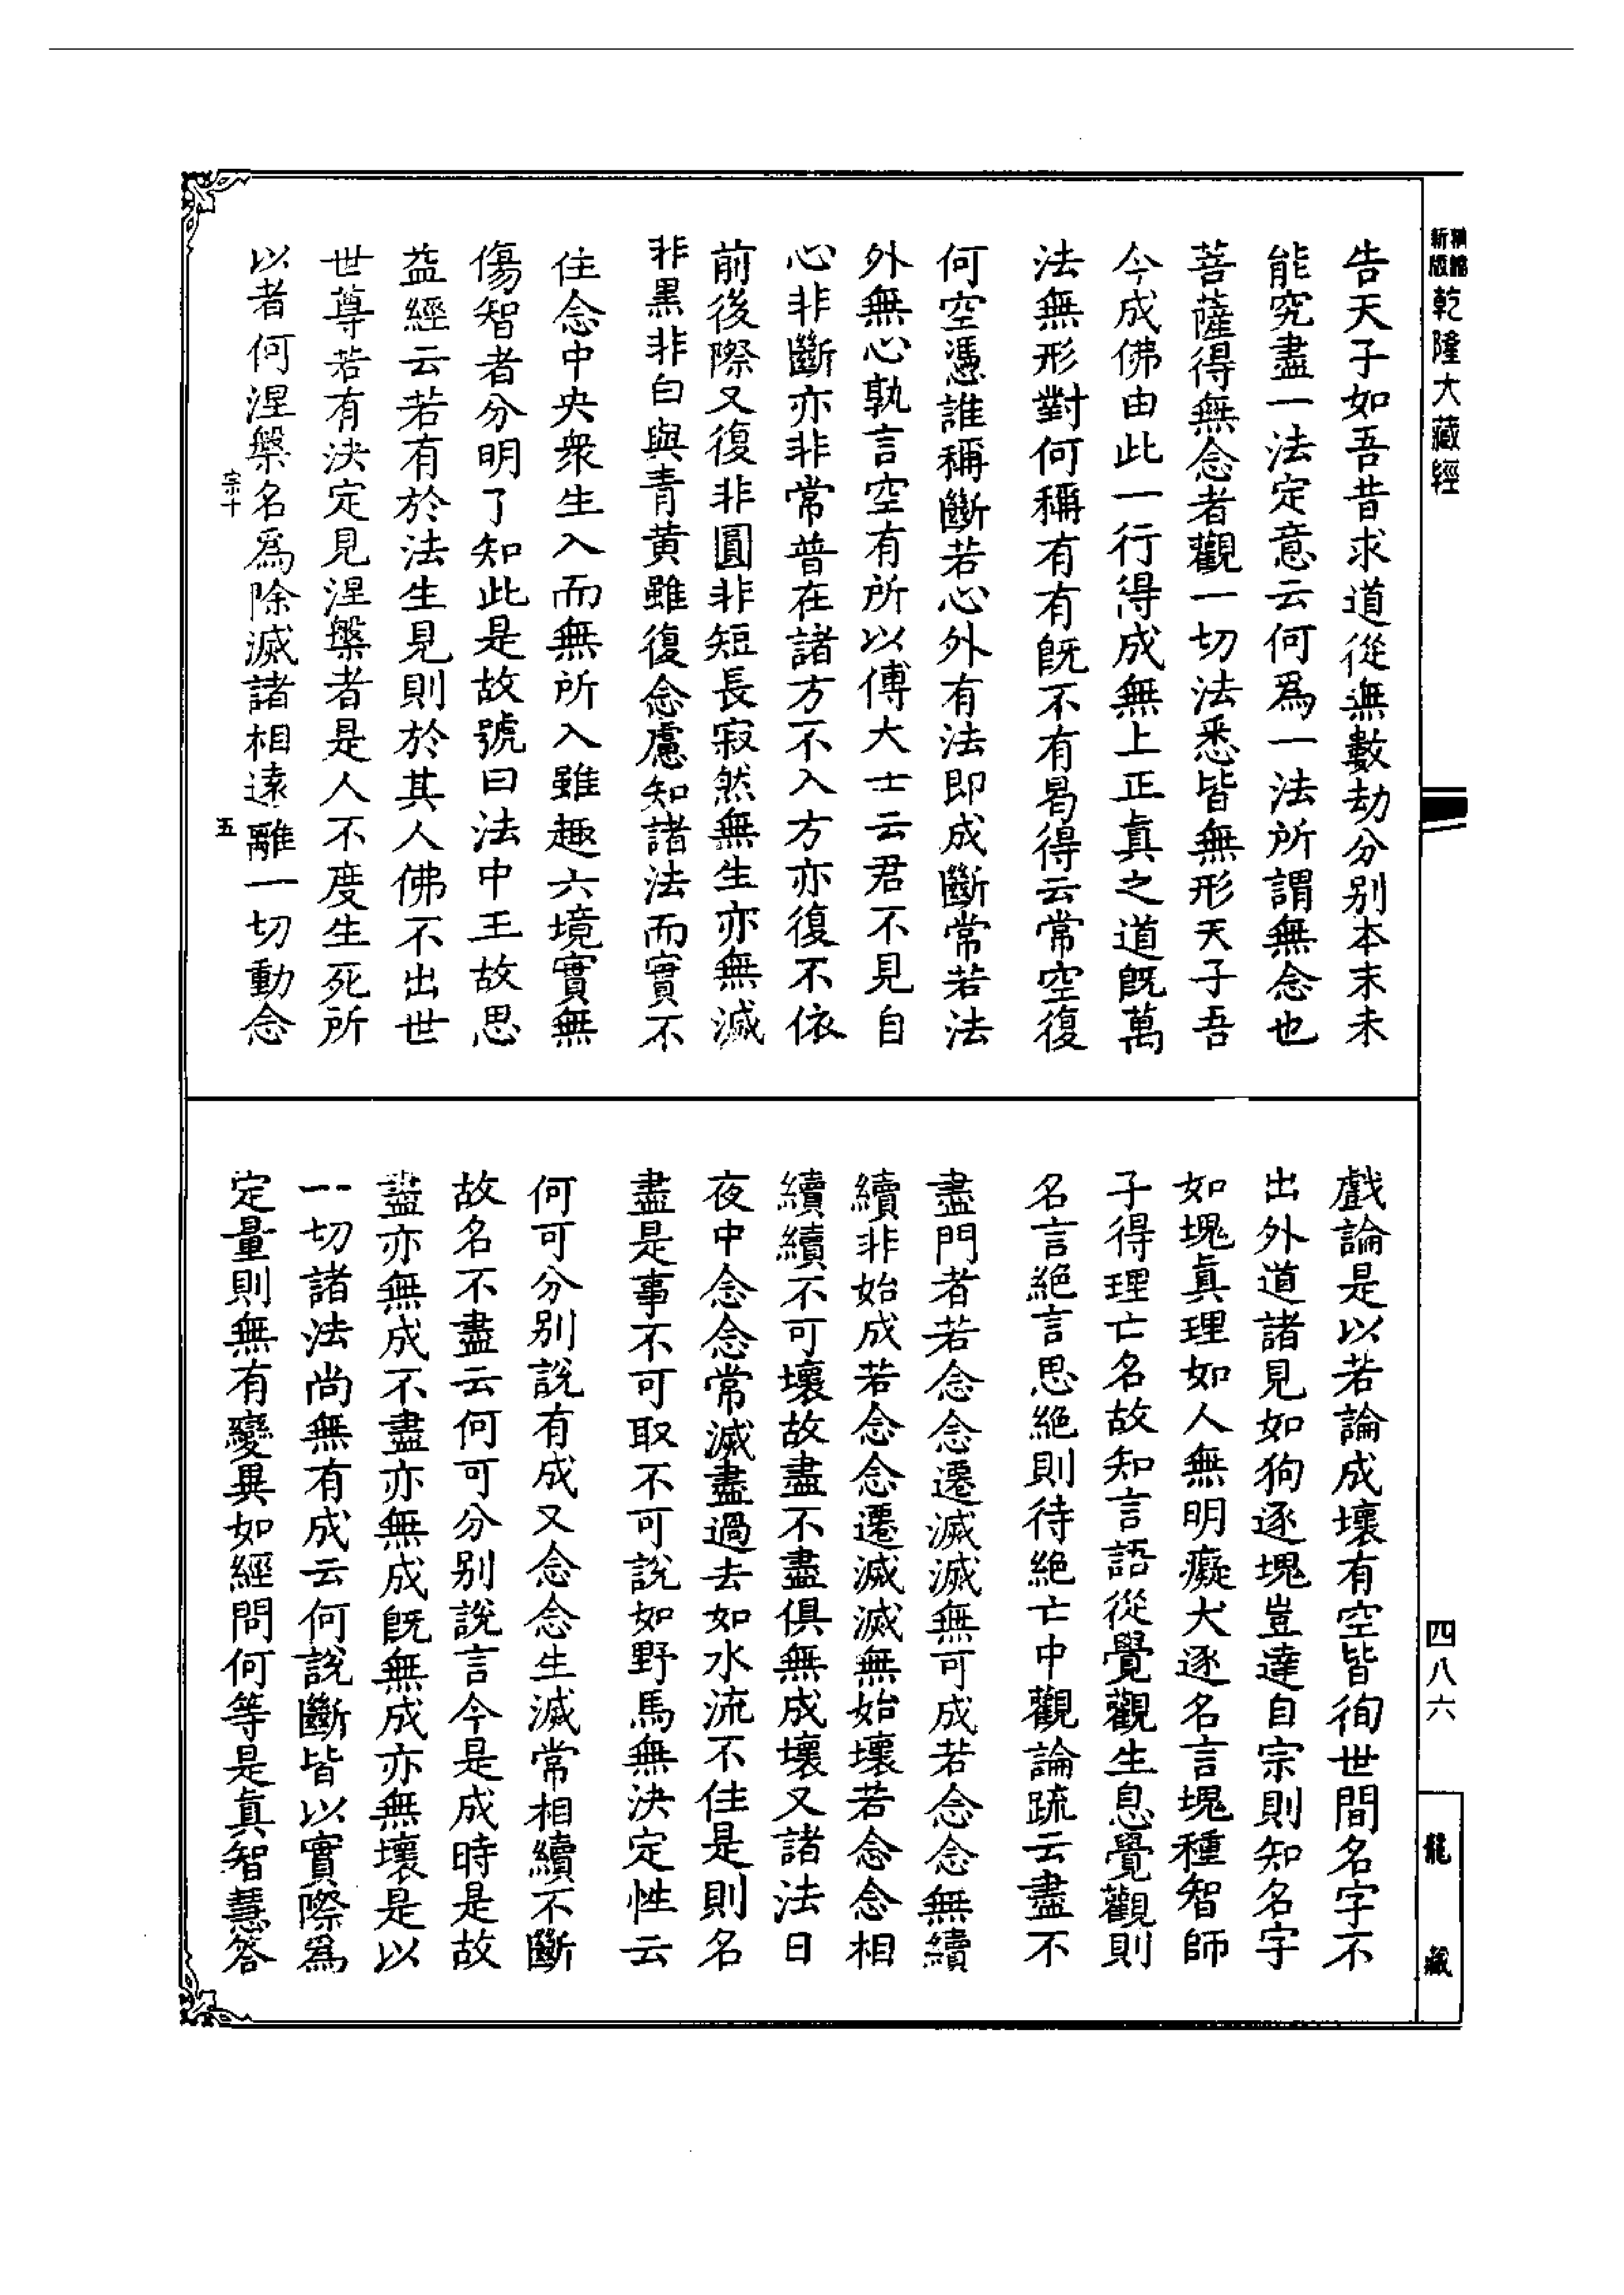 新版精縮乾隆大藏經
告天子如吾昔求道從無數劫分別本末未
能究盡一法定意云何爲一法所謂無念也
菩薩得無念者觀一切法悉皆無形天子吾
今成佛由此一行得成無上正眞之道旣萬
法無形對何稱有有旣不有曷得云常空復
何空憑誰稱斷若心外有法即成斷常若法
外無心孰言空有所以傅大士云君不見自
心非斷亦非常普在諸方不入方亦復不依
前後際又復非圓非短長寂然無生亦無滅
非黑非白與青黃雖復念慮知諸法而實不
住念中央衆生入而無所入雖趣六境實無
傷智者分明了知此是故號曰法中王故思
益經云若有於法生見則於其人佛不出世
世尊若有決定見涅槃者是人不度生死所
以者何涅槃名爲除滅諸相遠離一切動念
宗十 五
戲論是以若論成壞有空皆徇世間名字不
出外道諸見如狗逐塊豈達自宗則知名字
如塊眞理如人無明癡犬逐名言塊種智師
子得理亡名故知言語從覺觀生息覺觀則
名言絕言思絕則待絕亡中觀論疏云盡不
盡門者若念念遷滅滅無可成若念念無續
續非始成若念念遷滅滅無始壞若念念相
續續不可壞故盡不盡俱無成壞又諸法日
夜中念念常滅盡過去如水流不住是則名
盡是事不可取不可說如野馬無決定性云
何可分別說有成又念念生滅常相續不斷
故名不盡云何可分別說言今是成時是故
盡亦無成不盡亦無成旣無成亦無壞是以
一切諸法尚無有成云何說斷皆以實際爲
定量則無有變異如經問何等是眞智慧答
四八六
龍藏